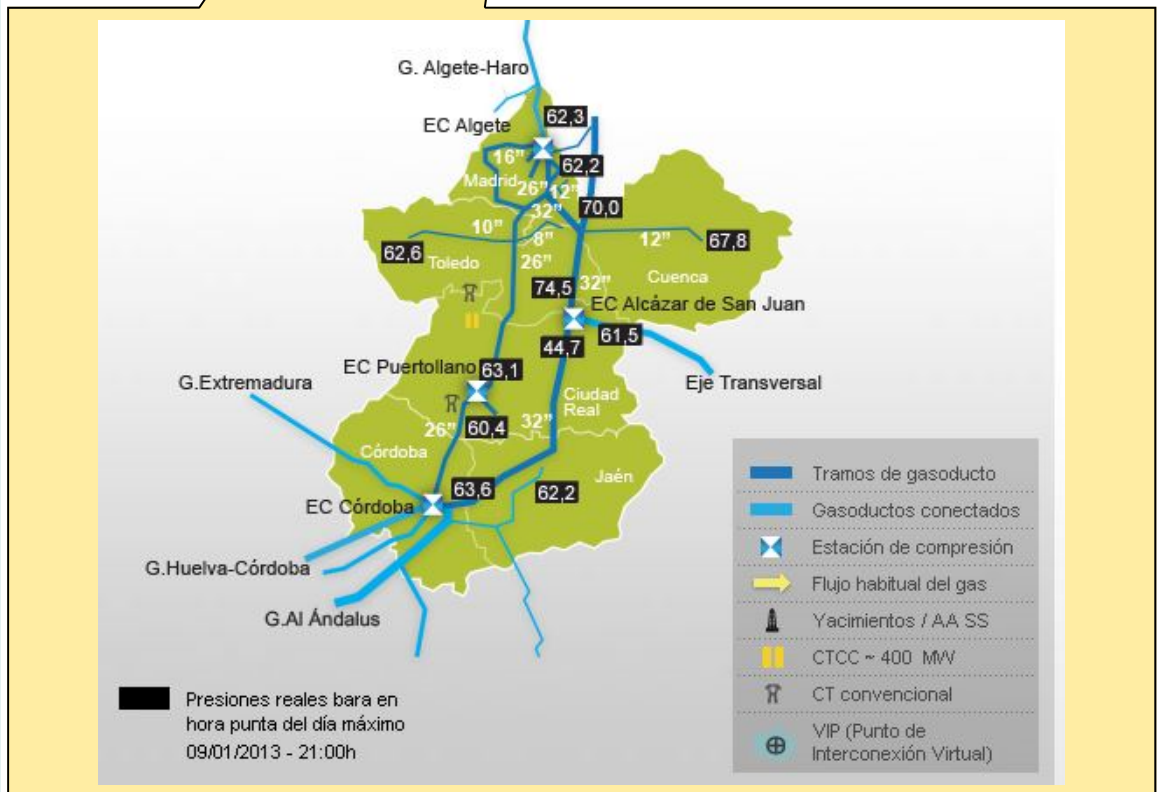 G. Algete-Haro
EC Algete
62,3
16”
62,2
Madrid
26”
12”
32”
70,0
10”
8”
12”
67,8
62,6
Toledo
26”
Cuenca
74,5
32”
EC Alcázar de San Juan
61,5
44,7
EC Puertollano
63,1
Eje Transversal
G.Extremadura
Ciudad
Real
60,4
26”
32”
Córdoba
Jaén
63,6
62,2
EC Córdoba
G.Huelva-Córdoba
G.Al Ándalus
Presiones reales bara en
hora punta del día máximo
09/01/2013 - 21:00h
Tramos de gasoducto
Gasoductos conectados
Estación de compresión
Flujo habitual del gas
Yacimientos / AA SS
CTCC ~ 400 MW
CT convencional
VIP (Punto de
Interconexión Virtual)